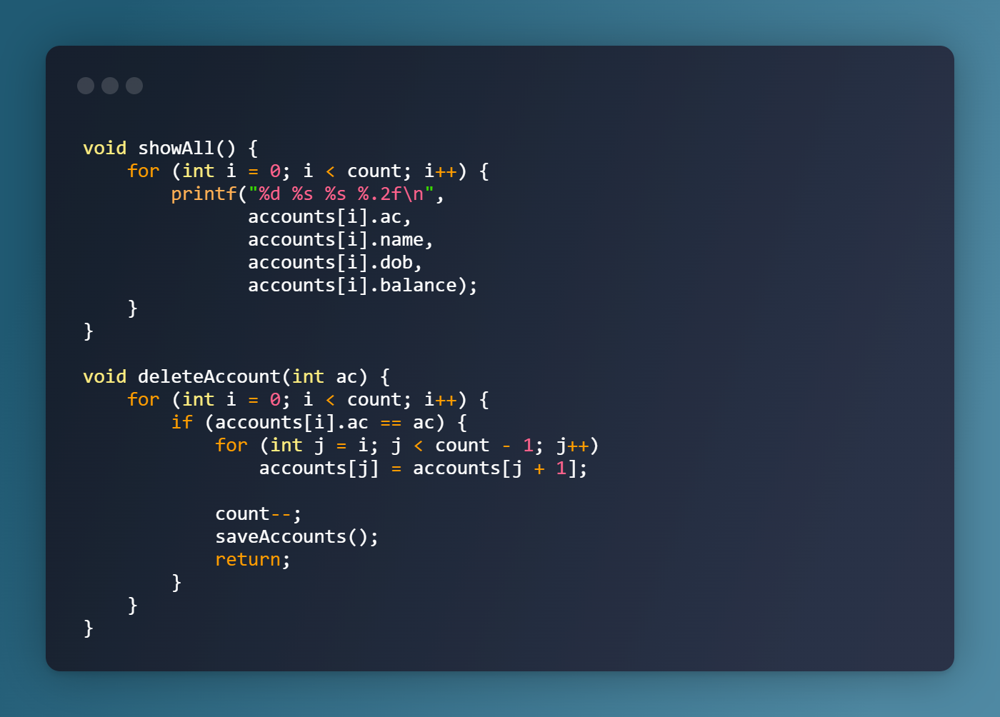 void showAll() {
    for (int i = 0; i < count; i++) {
        printf("%d %s %s %.2f\n",
               accounts[i].ac,
               accounts[i].name,
               accounts[i].dob,
               accounts[i].balance);
    }
}

void deleteAccount(int ac) {
    for (int i = 0; i < count; i++) {
        if (accounts[i].ac == ac) {
            for (int j = i; j < count - 1; j++)
                accounts[j] = accounts[j + 1];

            count--;
            saveAccounts();
            return;
        }
    }
}